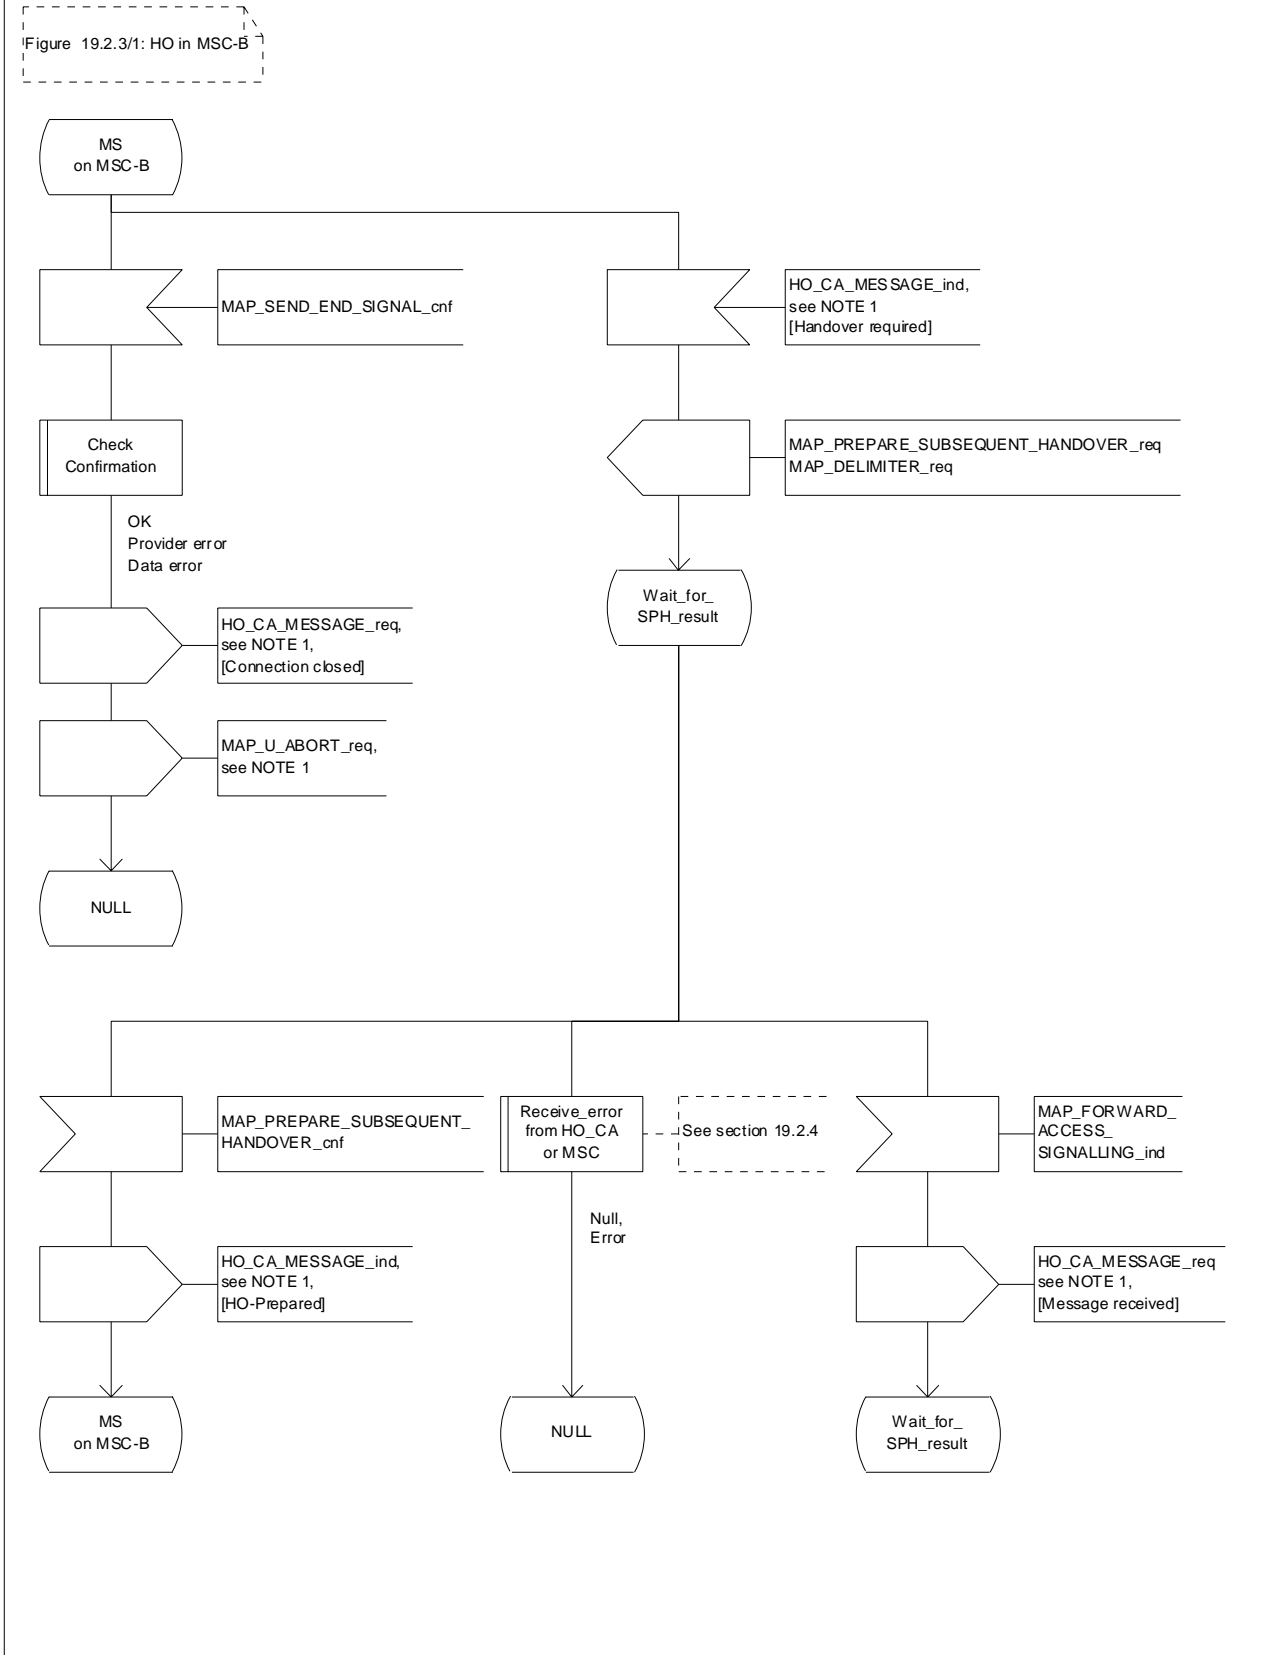 Figure 19.2.3/1: HO in MSC-B
MS
on MSC-B
MAP_SEND_END_SIGNAL_cnf
HO_CA_MESSAGE_ind,
see NOTE 1
[Handover required]
Check
Confirmation
MAP_PREPARE_SUBSEQUENT_HANDOVER_req
MAP_DELIMITER_req
OK
Provider error
Data error
Wait_for_
SPH_result
HO_CA_MESSAGE_req,
see NOTE 1,
[Connection closed]
MAP_U_ABORT_req,
see NOTE 1
NULL
MAP_PREPARE_SUBSEQUENT_
HANDOVER_cnf
Receive_error
from HO_CA
or MSC
See section 19.2.4
MAP_FORWARD_
ACCESS_
SIGNALLING_ind
Null,
Error
HO_CA_MESSAGE_ind,
see NOTE 1,
[HO-Prepared]
HO_CA_MESSAGE_req
see NOTE 1,
[Message received]
MS
on MSC-B
NULL
Wait_for_
SPH_result